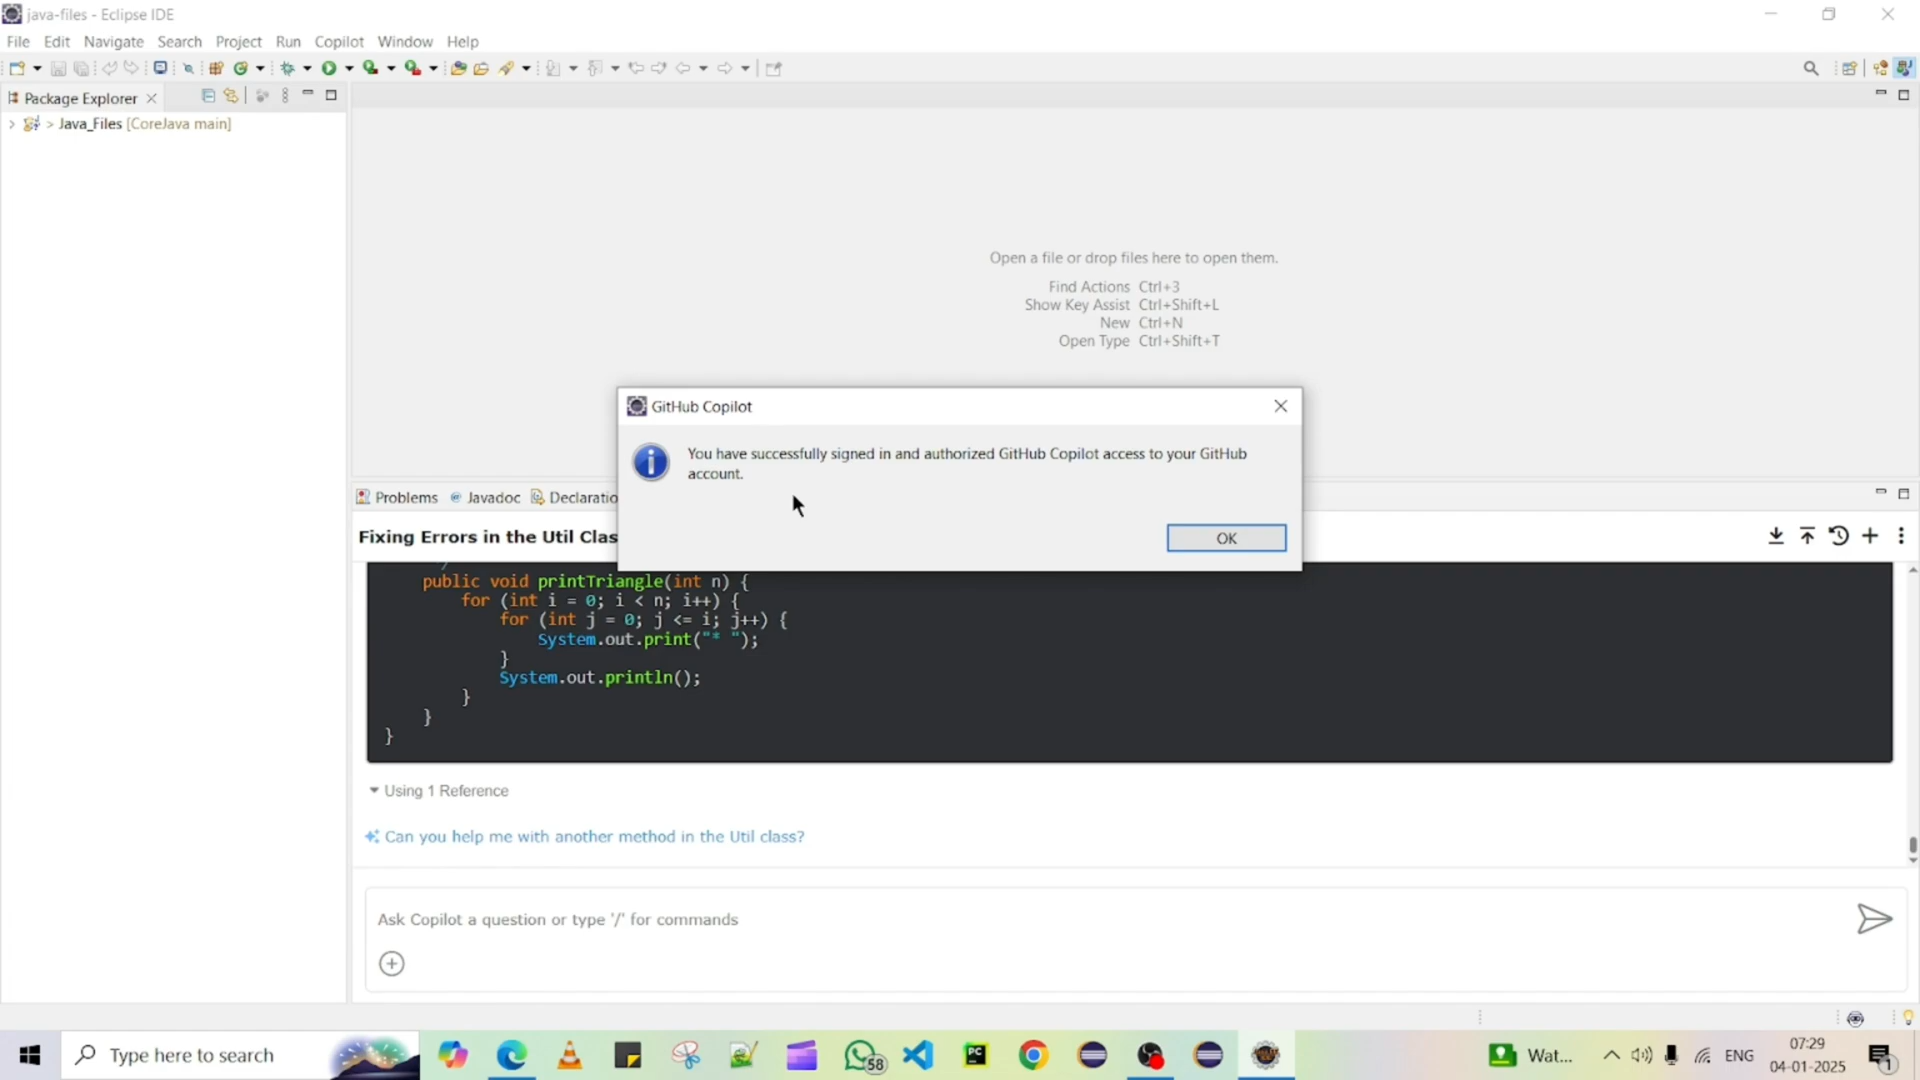 java-files - Eclipse IDE
File Edit Navigate Search Project Run Copilot Window Help
Package Explorer
> Java_Files [CoreJava main]
Open a file or drop files here to open them.
Find Actions Ctrl+3
Show Key Assist Ctrl+Shift+L
New Ctrl+N
Open Type Ctrl+Shift+T
GitHub Copilot
You have successfully signed in and authorized GitHub Copilot access to your GitHub
account.
OK
Problems Javadoc Declaratio
Fixing Errors in the Util Clas
public void printTriangle(int n) {
for (int i = 0; i < n; i++) {
for (int j = 0; j <= i; j++) {
System.out.print("* ");
}
System.out.println();
}
}
}
Using 1 Reference
Can you help me with another method in the Util class?
Ask Copilot a question or type '/' for commands
Type here to search
58
PC
Wat...
ENG
07:29
04-01-2025
1